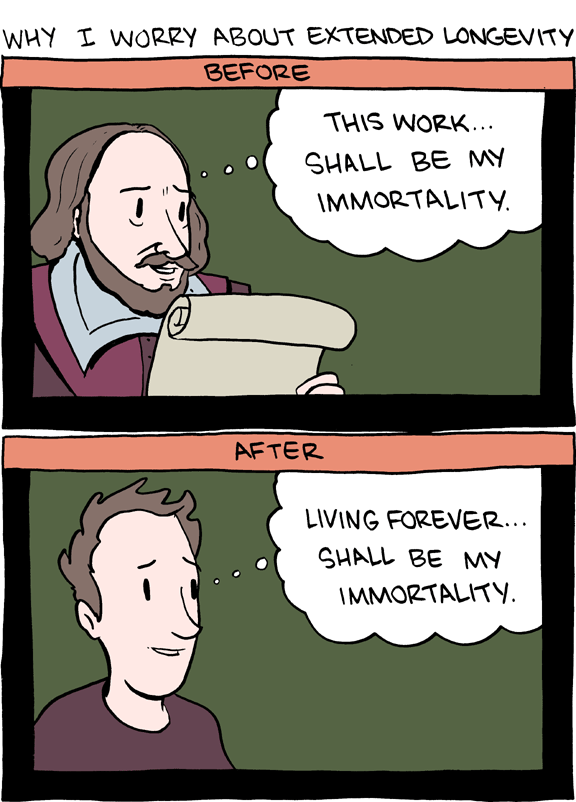 WHY I WORRY ABOUT EXTENDED LONGEVITY
BEFORE
THIS WORK...
SHALL BE MY
IMMORTALITY.
AFTER
LIVING FOREVER...
SHALL BE MY
IMMORTALITY.